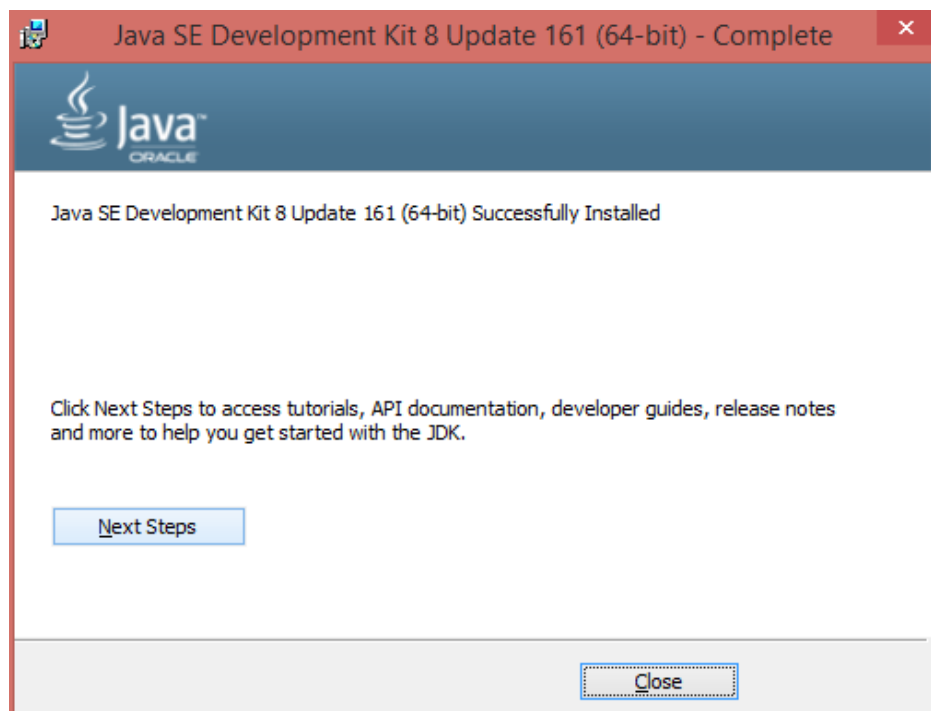 Java SE Development Kit 8 Update 161 (64-bit) - Complete
Java™
ORACLE
Java SE Development Kit 8 Update 161 (64-bit) Successfully Installed
Click Next Steps to access tutorials, API documentation, developer guides, release notes
and more to help you get started with the JDK.
Next Steps
Close